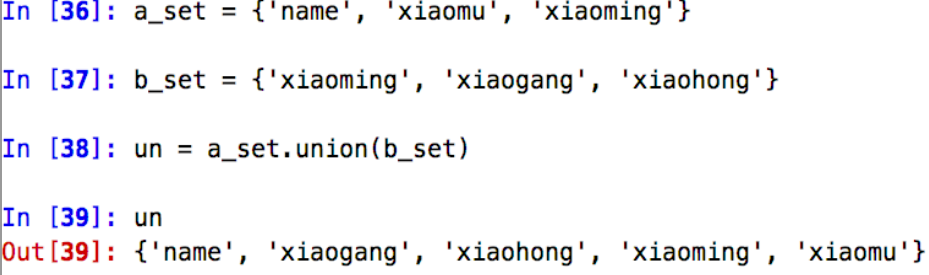 In [36]: a_set = {'name', 'xiaomu', 'xiaoming'}
In [37]: b_set = {'xiaoming', 'xiaogang', 'xiaohong'}
In [38]: un = a_set.union(b_set)
In [39]: un
Out[39]: {'name', 'xiaogang', 'xiaohong', 'xiaoming', 'xiaomu'}